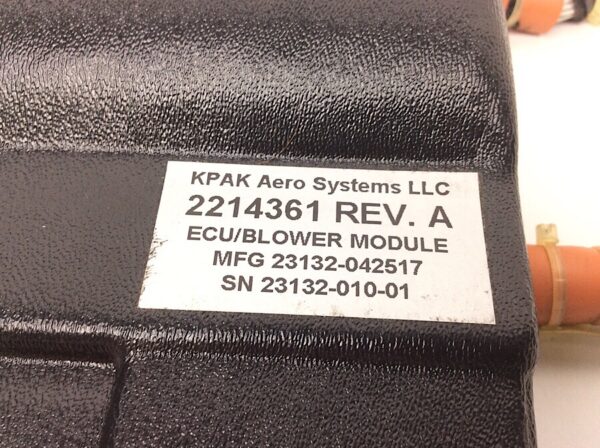 KPAK Aero Systems LLC
2214361 REV. A
ECU/BLOWER MODULE
MFG 23132-042517
SN 23132-010-01